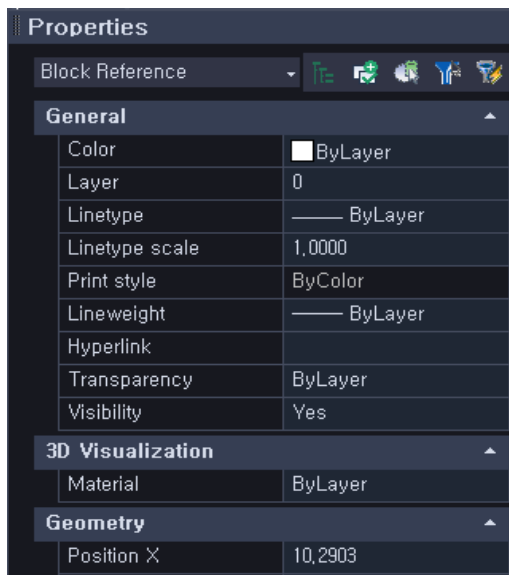 Properties
Block Reference
General
Color ByLayer
Layer 0
Linetype ByLayer
Linetype scale 1,0000
Print style ByColor
Lineweight ByLayer
Hyperlink
Transparency ByLayer
Visibility Yes
3D Visualization
Material ByLayer
Geometry
Position X 10,2903